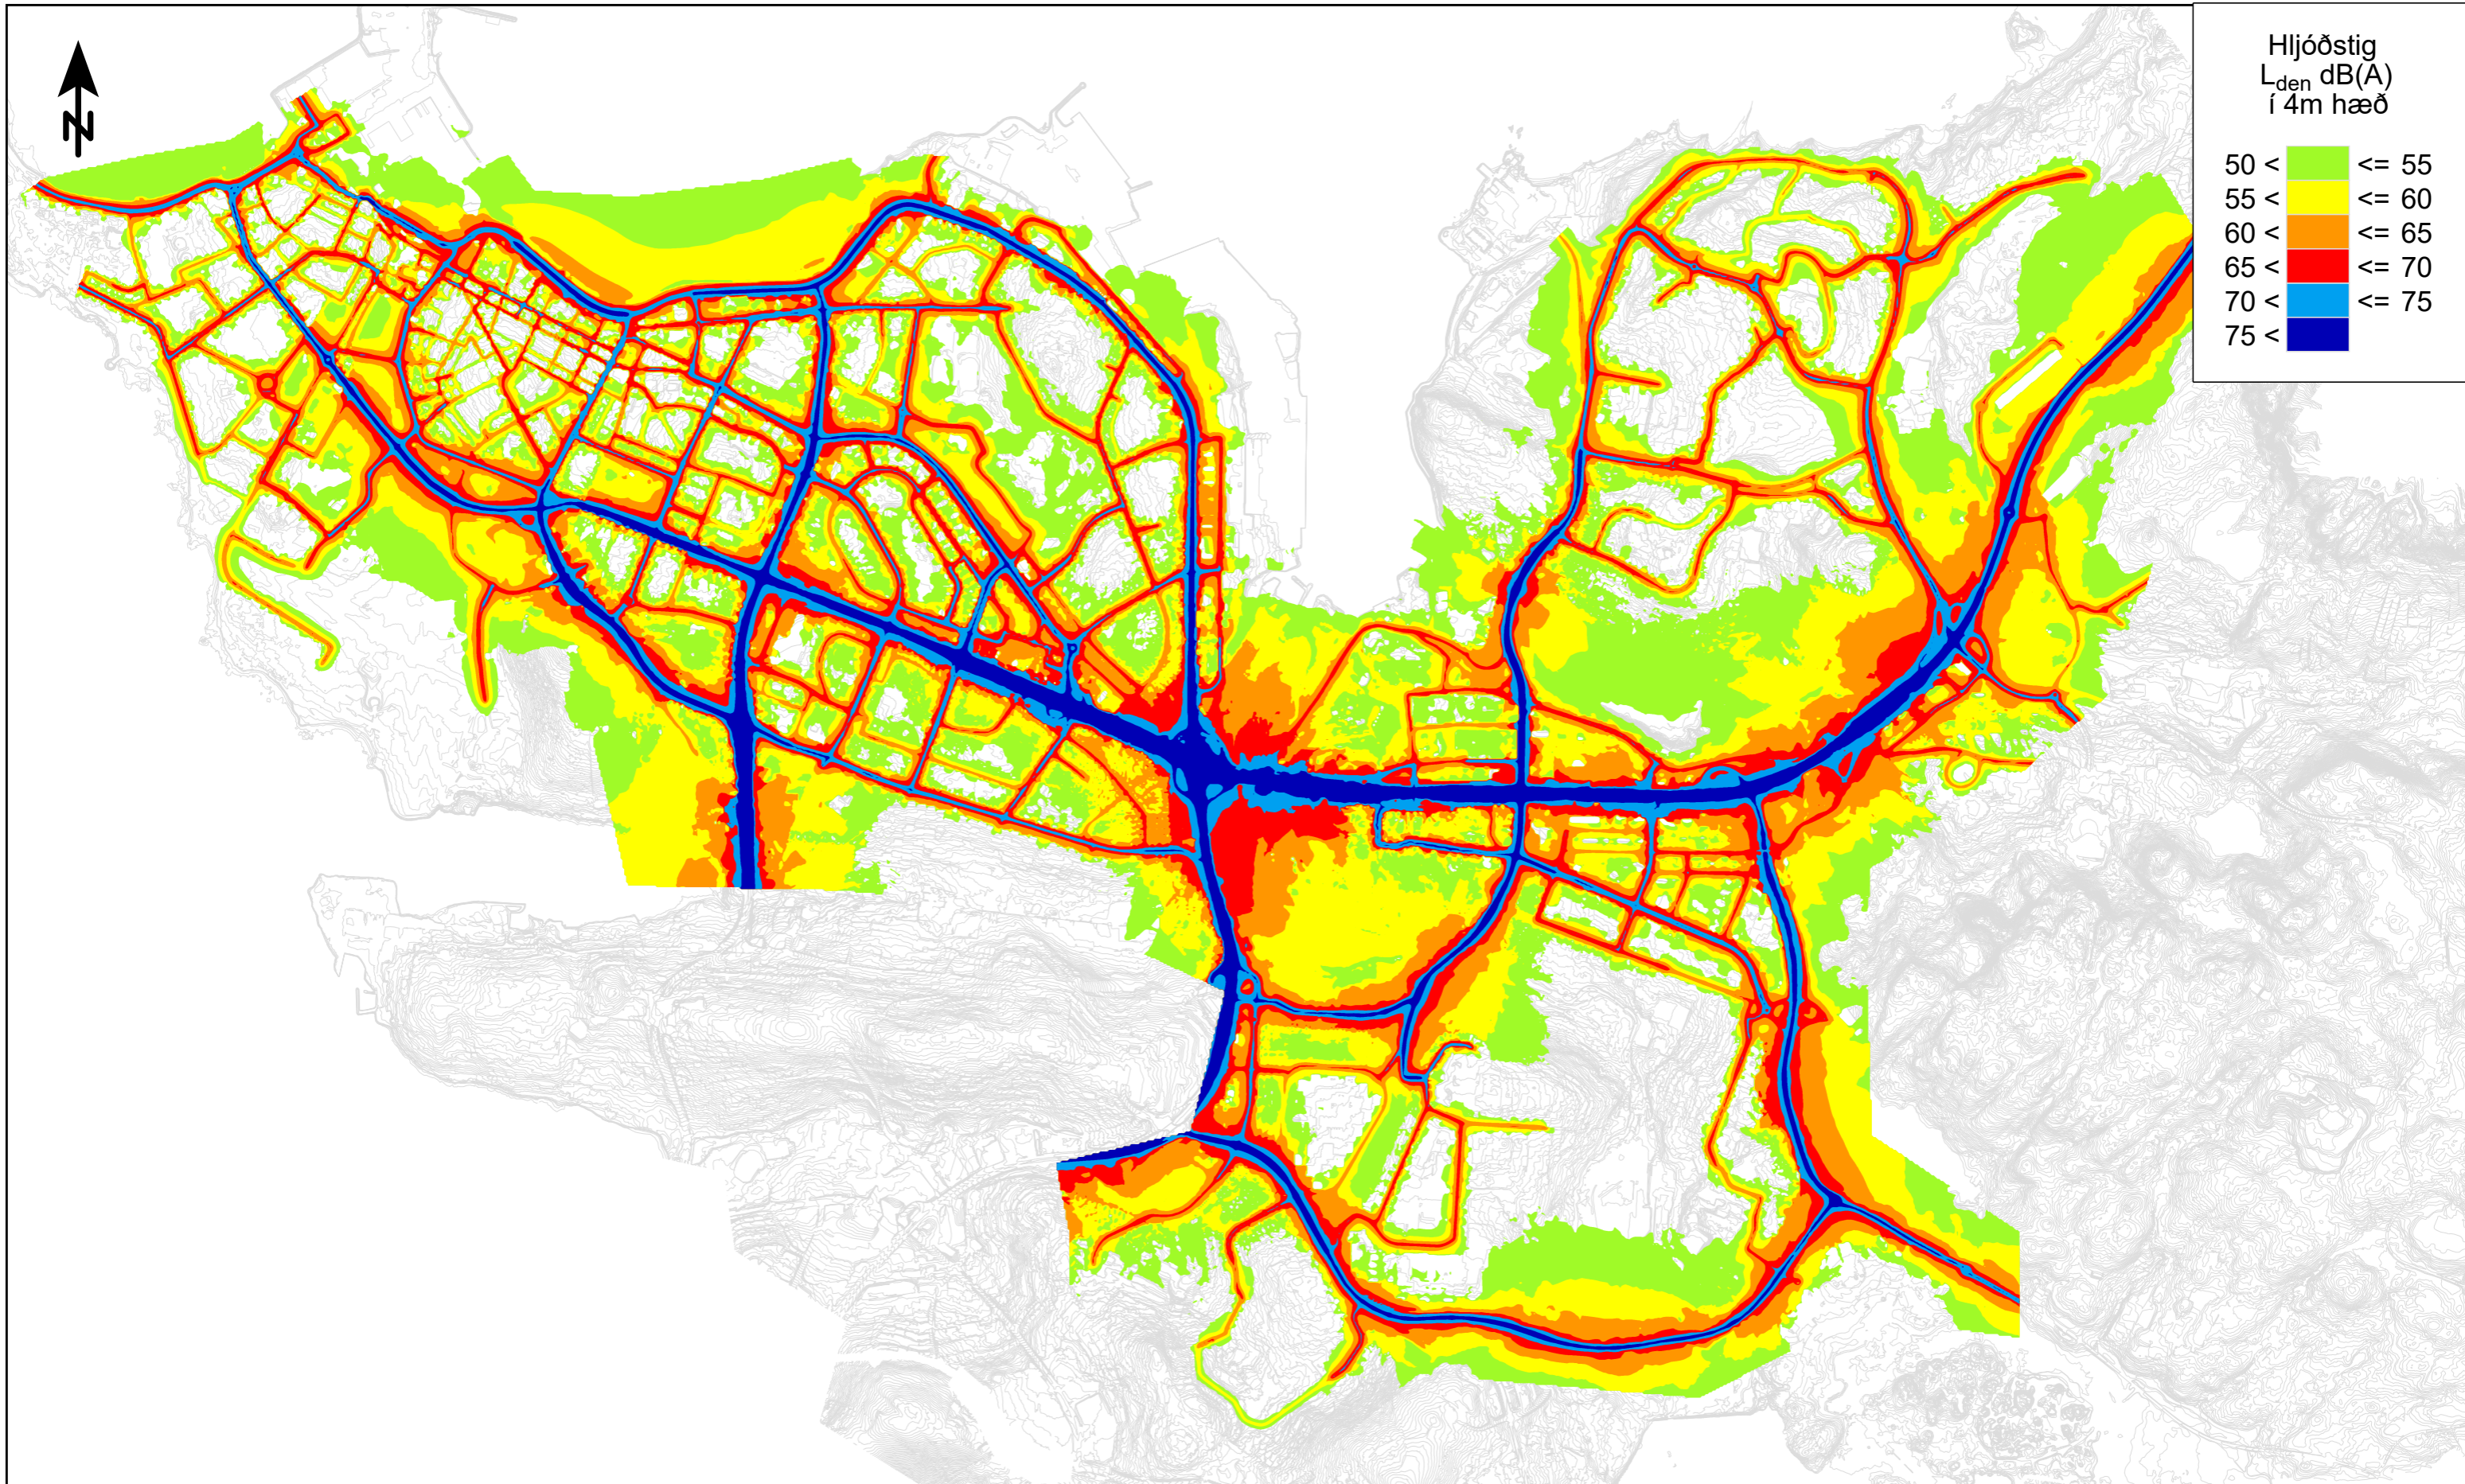 N
Hljóðstig
Lden dB(A)
í 4m hæð
50 < <= 55
55 < <= 60
60 < <= 65
65 < <= 70
70 < <= 75
75 <